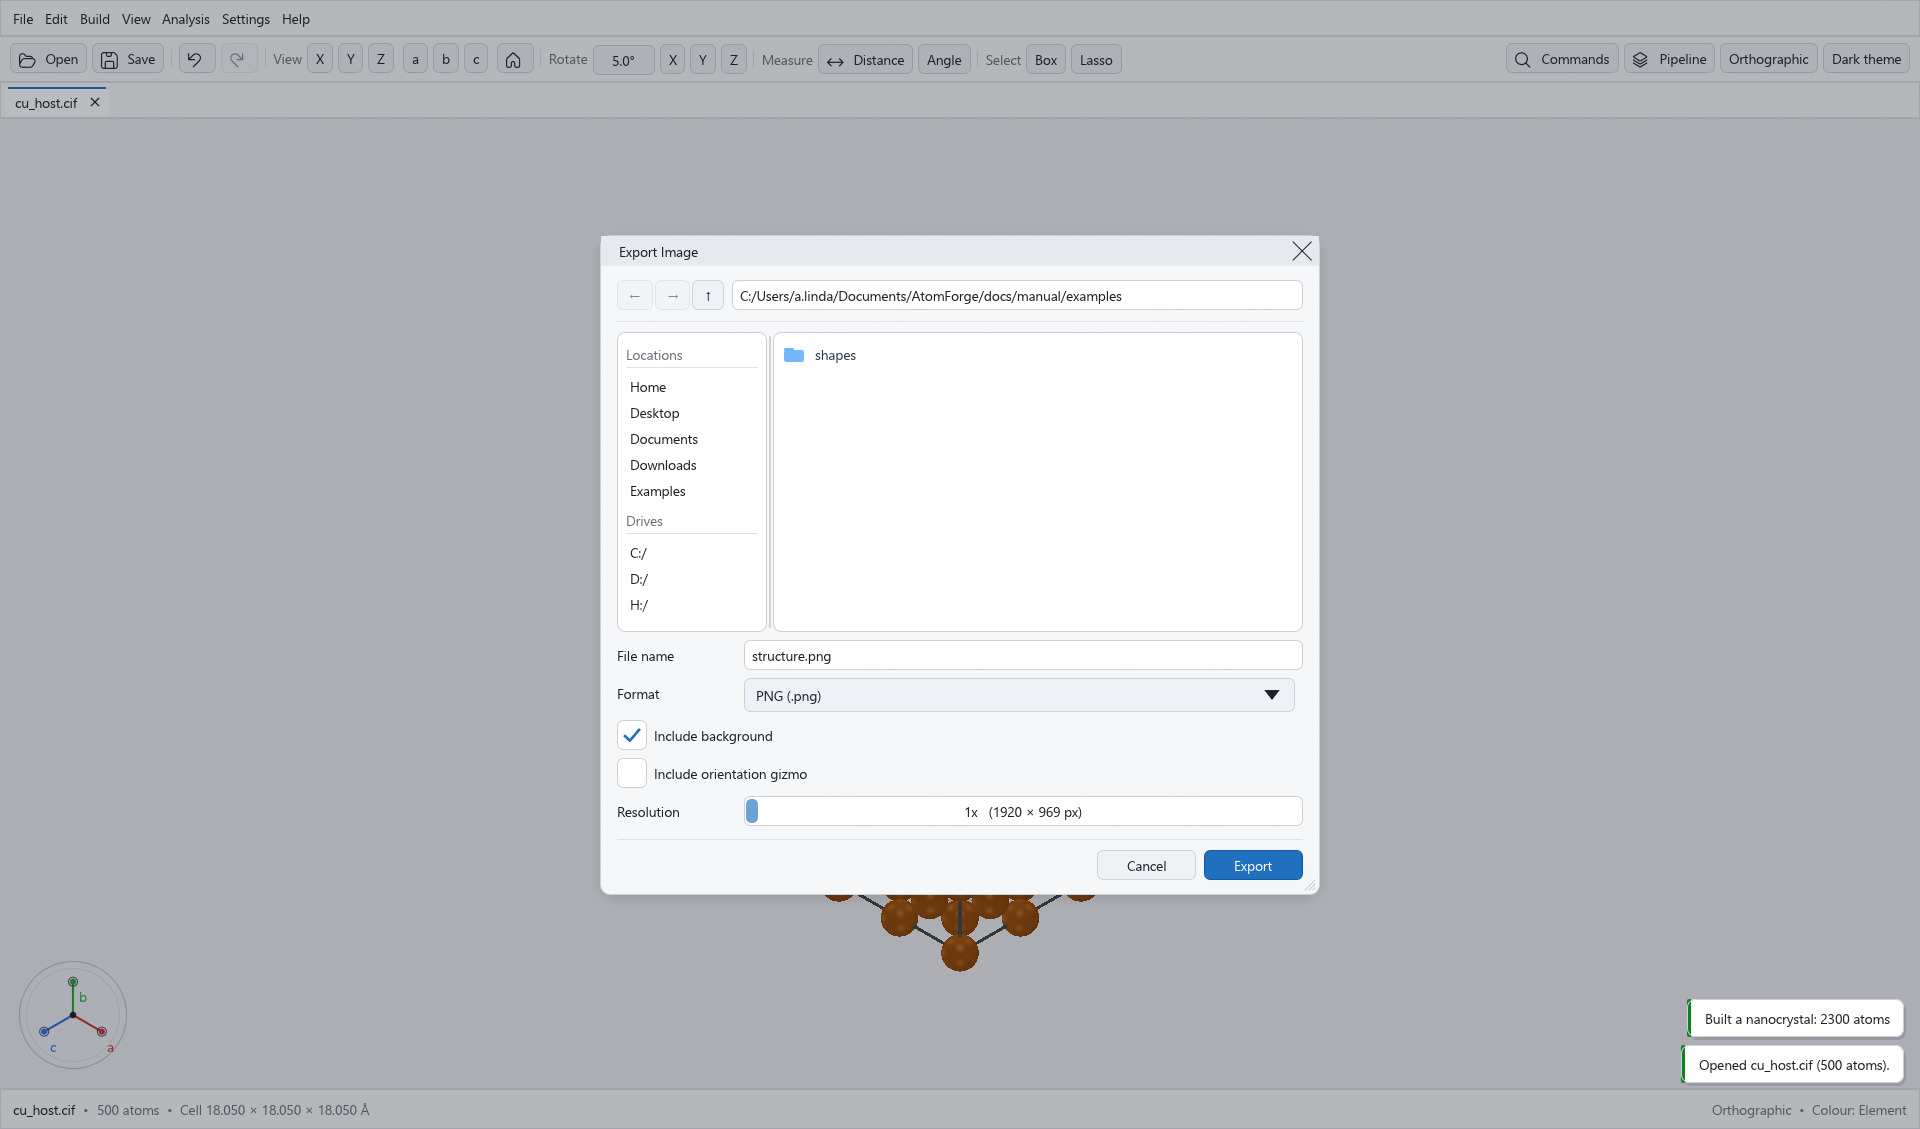 File Edit Build View Analysis Settings Help
Open Save View X Y Z a b c Rotate 5.0° X Y Z Measure Distance Angle Select Box Lasso Commands Pipeline Orthographic Dark theme
cu_host.cif
Export Image
C:/Users/a.linda/Documents/AtomForge/docs/manual/examples
Locations
Home
Desktop
Documents
Downloads
Examples
Drives
C:/
D:/
H:/
shapes
File name structure.png
Format PNG (.png)
Include background
Include orientation gizmo
Resolution 1x (1920 × 969 px)
Cancel Export
b
c a
Built a nanocrystal: 2300 atoms
Opened cu_host.cif (500 atoms).
cu_host.cif • 500 atoms • Cell 18.050 × 18.050 × 18.050 Å Orthographic • Colour: Element